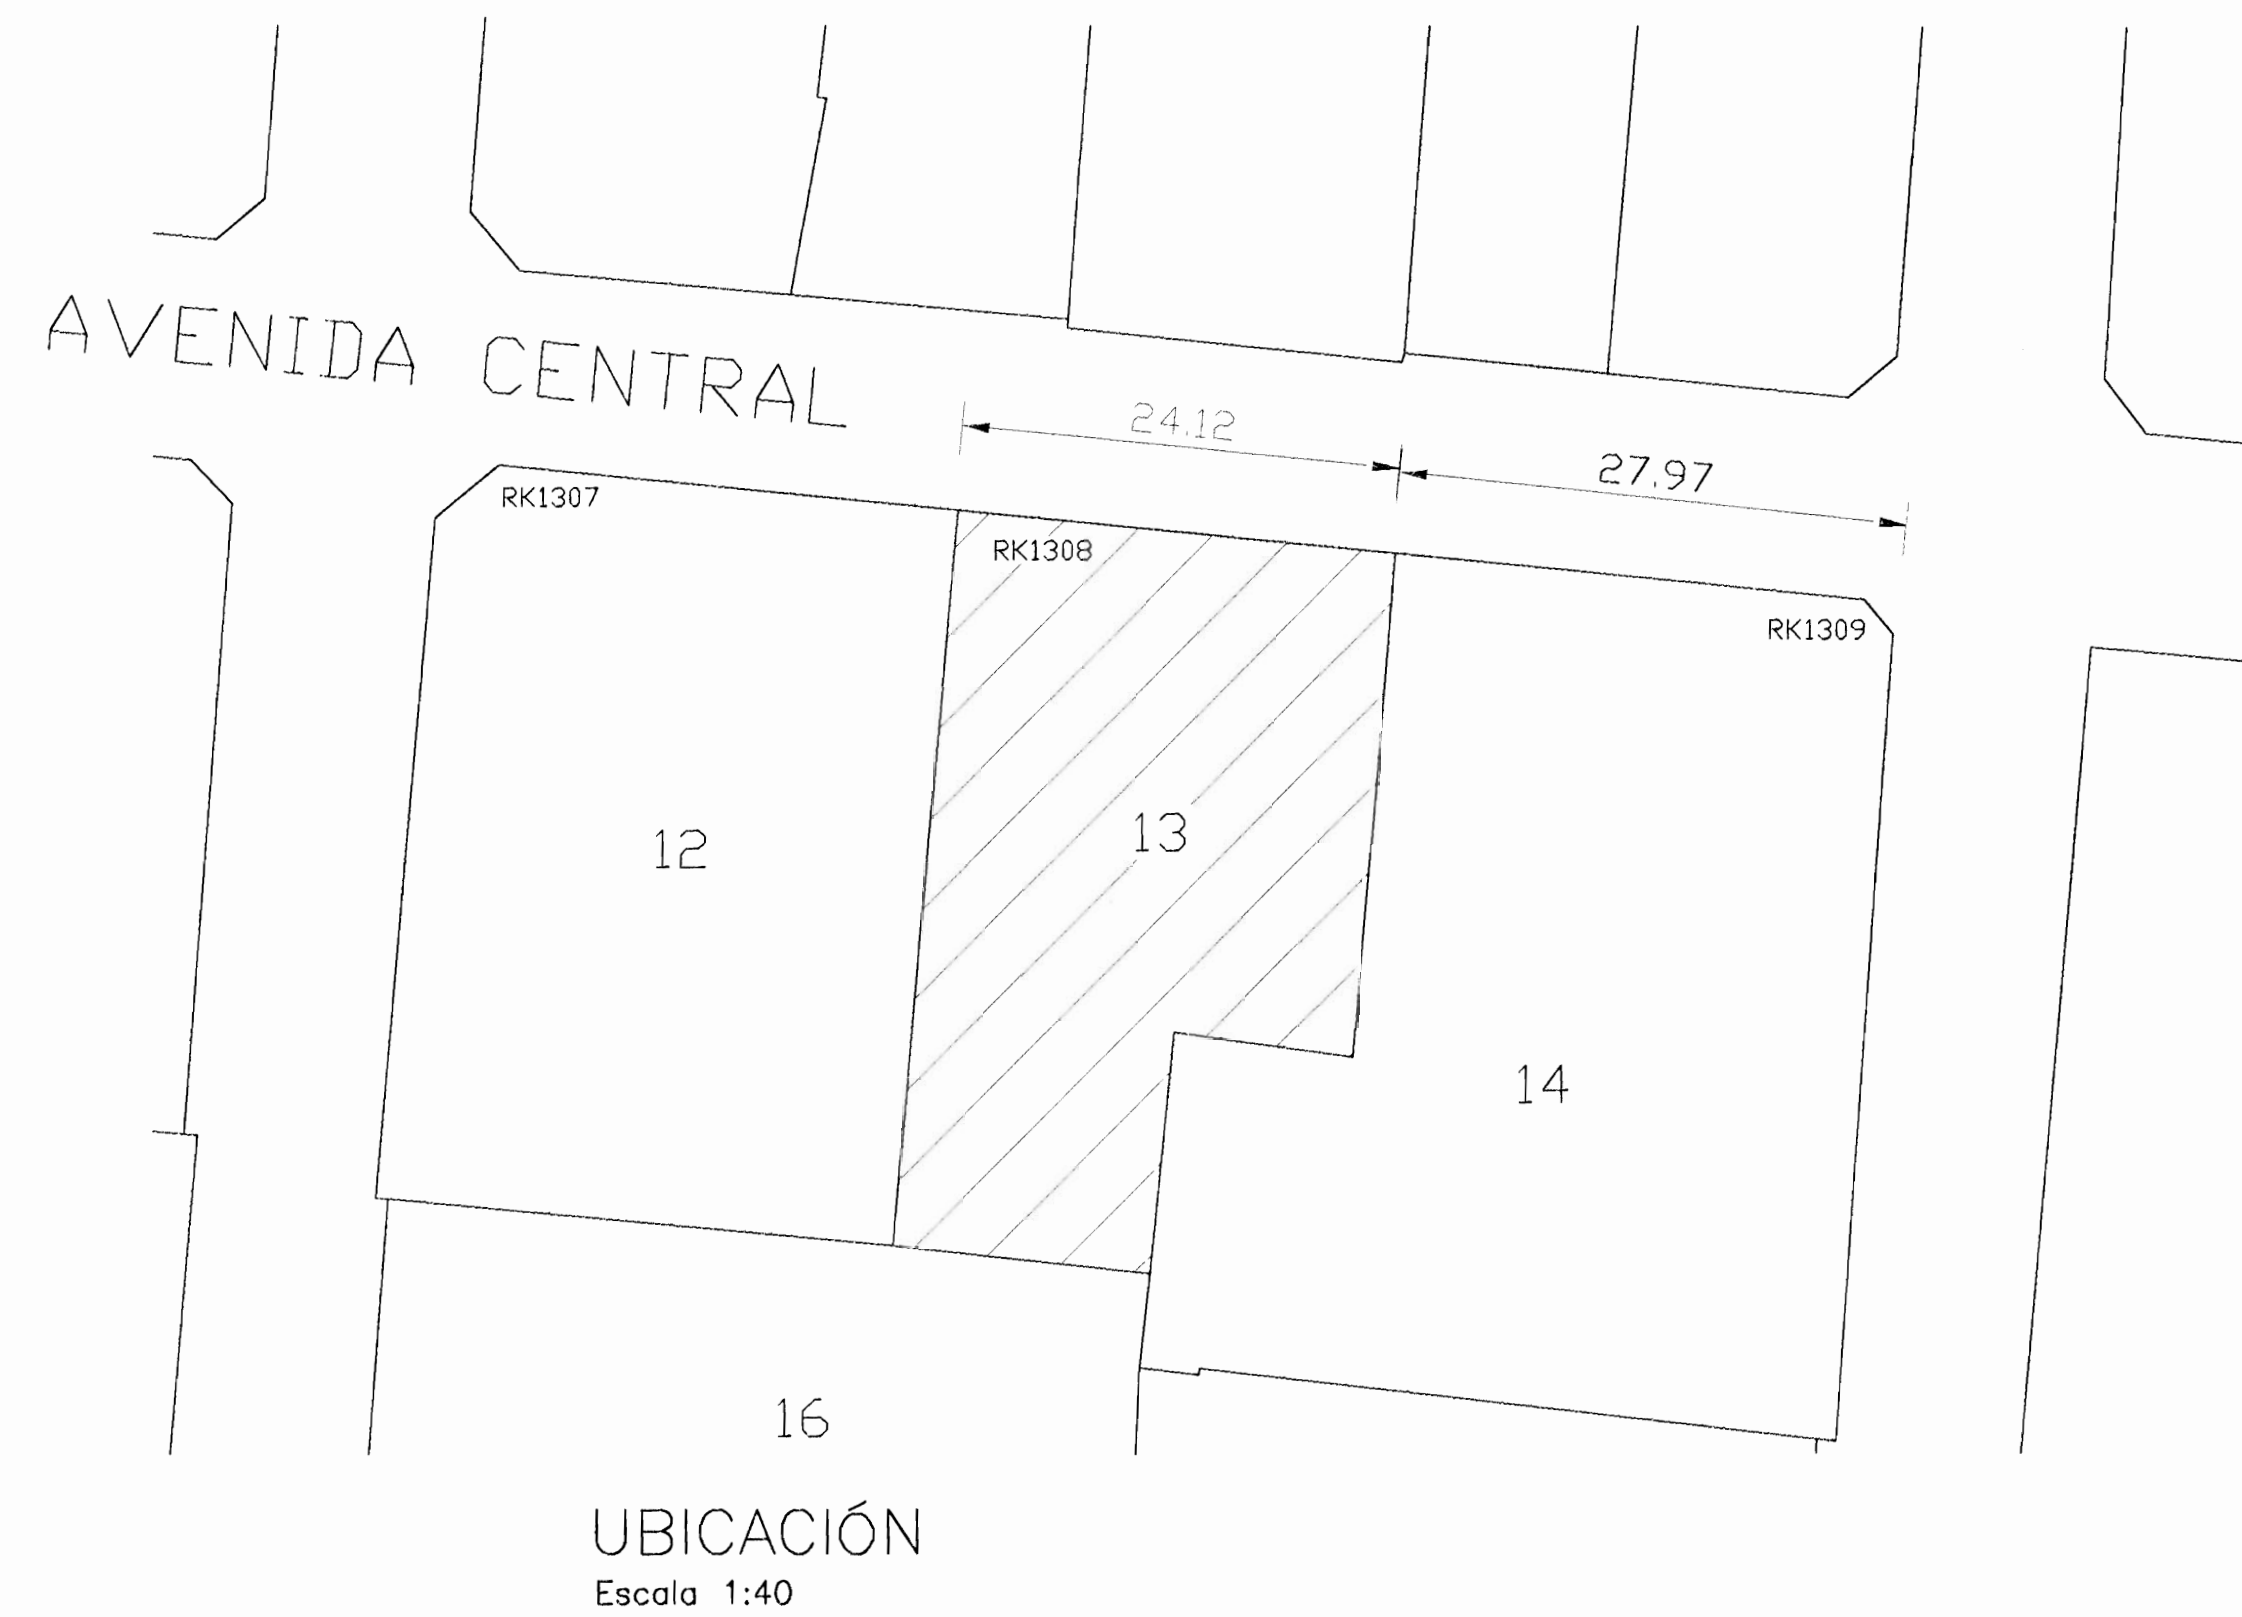 AVENIDA CENTRAL
24.12
27.97
RK1307
RK1308
RK1309
12
13
14
16
UBICACIÓN
Escala 1:40